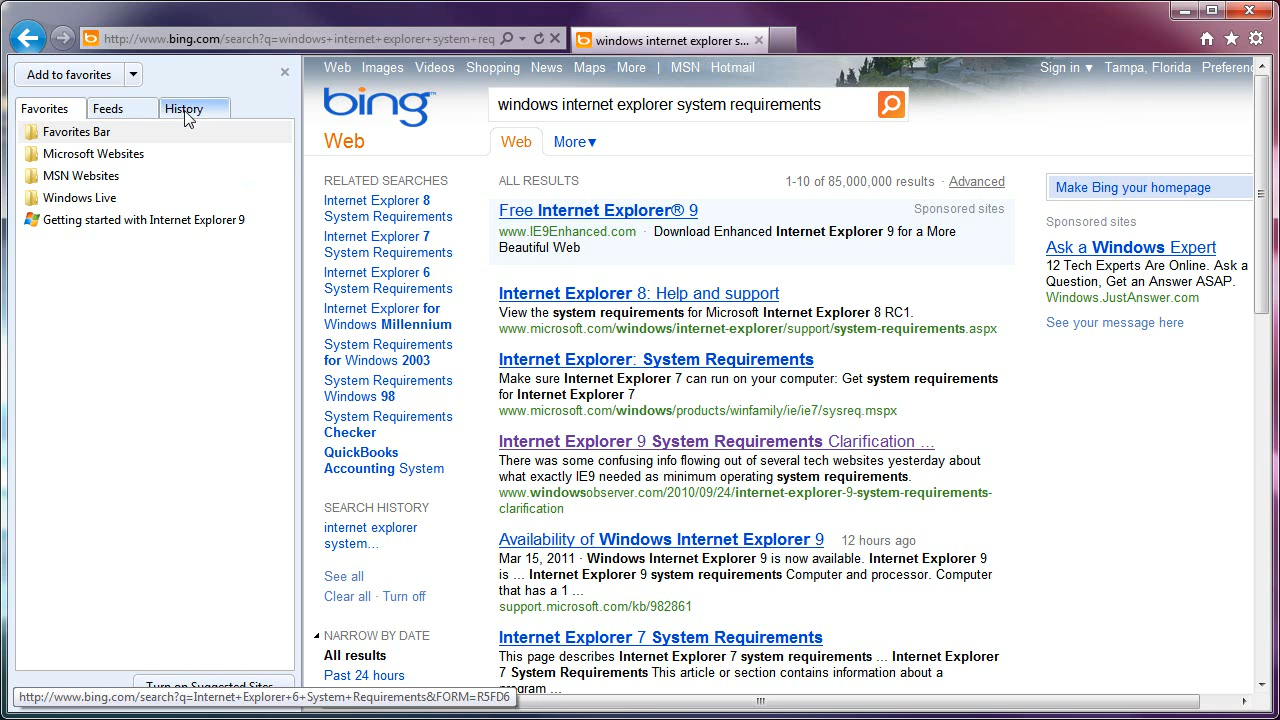 http://www.bing.com/search?q=windows+internet+explorer+system+req
windows internet explorer s...
Add to favorites
Favorites Feeds History
Favorites Bar
Microsoft Websites
MSN Websites
Windows Live
Getting started with Internet Explorer 9
Turn on Suggested Sites
http://www.bing.com/search?q=Internet+Explorer+6+System+Requirements&FORM=R5FD6
Web Images Videos Shopping News Maps More | MSN Hotmail
Sign in ▾ Tampa, Florida Preferenc
bing™
windows internet explorer system requirements
Web
Web More▾
RELATED SEARCHES
Internet Explorer 8
System Requirements
Internet Explorer 7
System Requirements
Internet Explorer 6
System Requirements
Internet Explorer for
Windows Millennium
System Requirements
for Windows 2003
System Requirements
Windows 98
System Requirements
Checker
QuickBooks
Accounting System
SEARCH HISTORY
internet explorer
system...
See all
Clear all · Turn off
NARROW BY DATE
All results
Past 24 hours
ALL RESULTS
1-10 of 85,000,000 results · Advanced
Free Internet Explorer® 9
Sponsored sites
www.IE9Enhanced.com · Download Enhanced Internet Explorer 9 for a More
Beautiful Web
Internet Explorer 8: Help and support
View the system requirements for Microsoft Internet Explorer 8 RC1.
www.microsoft.com/windows/internet-explorer/support/system-requirements.aspx
Internet Explorer: System Requirements
Make sure Internet Explorer 7 can run on your computer: Get system requirements
for Internet Explorer 7
www.microsoft.com/windows/products/winfamily/ie/ie7/sysreq.mspx
Internet Explorer 9 System Requirements Clarification ...
There was some confusing info flowing out of several tech websites yesterday about
what exactly IE9 needed as minimum operating system requirements.
www.windowsobserver.com/2010/09/24/internet-explorer-9-system-requirements-
clarification
Availability of Windows Internet Explorer 9 12 hours ago
Mar 15, 2011 · Windows Internet Explorer 9 is now available. Internet Explorer 9
is ... Internet Explorer 9 system requirements Computer and processor. Computer
that has a 1 ...
support.microsoft.com/kb/982861
Internet Explorer 7 System Requirements
This page describes Internet Explorer 7 system requirements ... Internet Explorer
7 System Requirements This article or section contains information about a
program ...
Make Bing your homepage
Sponsored sites
Ask a Windows Expert
12 Tech Experts Are Online. Ask a
Question, Get an Answer ASAP.
Windows.JustAnswer.com
See your message here